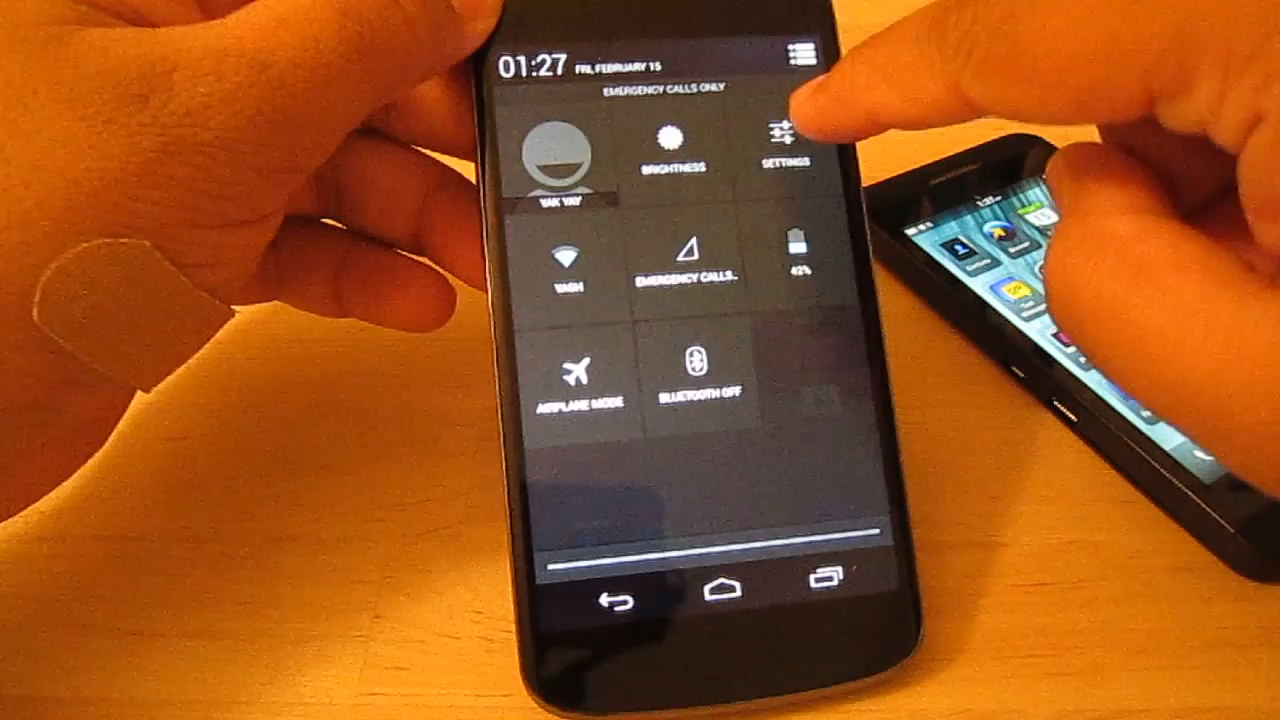 01:27 FRI, FEBRUARY 15
EMERGENCY CALLS ONLY
BRIGHTNESS
SETTINGS
YAK YAY
YASH
EMERGENCY CALLS..
42%
AIRPLANE MODE
BLUETOOTH OFF
15